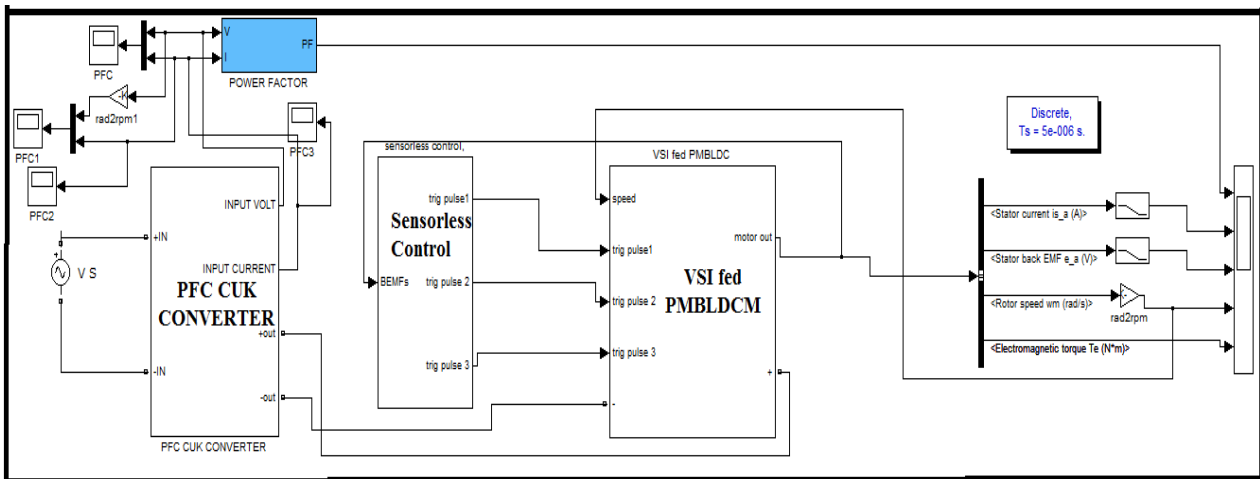 V
I
PF
POWER FACTOR
PFC
-K-
rad2rpm1
PFC1
PFC2
PFC3
Discrete,
Ts = 5e-006 s.
sensorless control,
VSI fed PMBLDC
INPUT VOLT
+IN
INPUT CURRENT
PFC CUK
CONVERTER
+out
-IN
-out
PFC CUK CONVERTER
V S
+
trig pulse1
Sensorless
Control
BEMFs
trig pulse 2
trig pulse 3
speed
trig pulse1
motor out
VSI fed
PMBLDCM
trig pulse 2
trig pulse 3
+
-
<Stator current is_a (A)>
<Stator back EMF e_a (V)>
<Rotor speed wm (rad/s)>
rad2rpm
<Electromagnetic torque Te (N*m)>